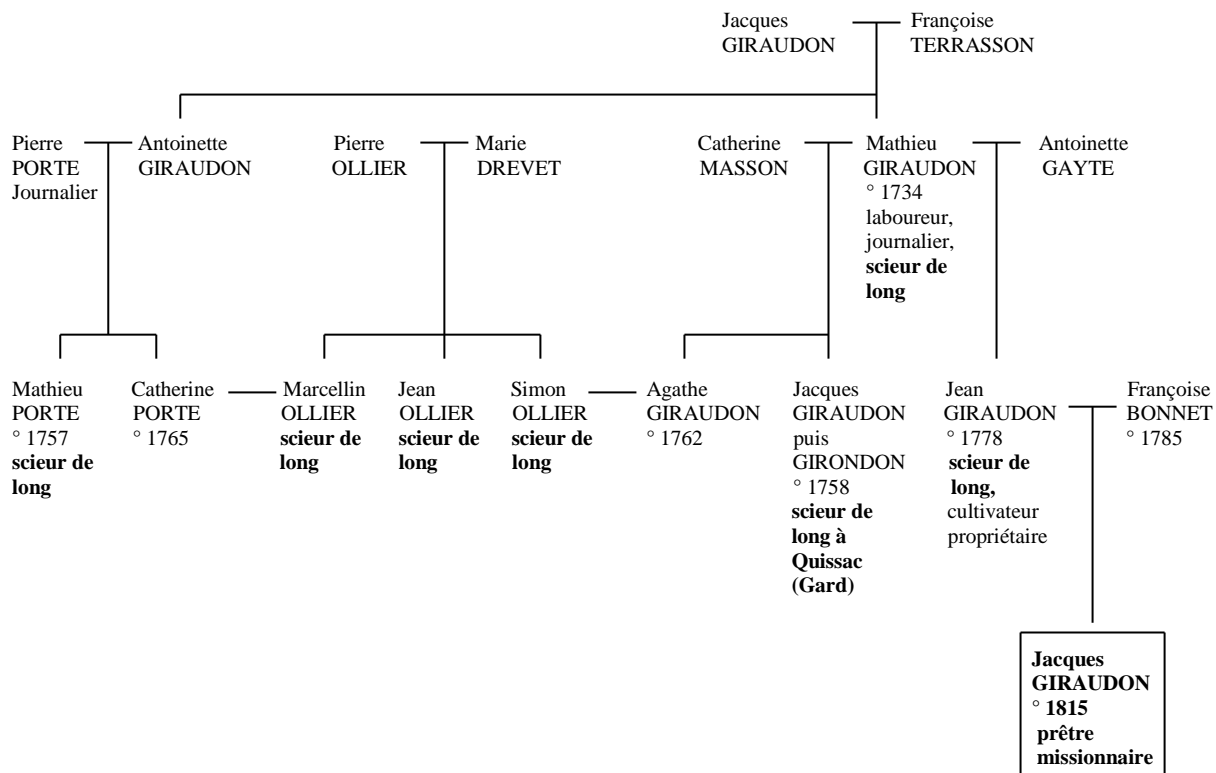 Jacques
GIRAUDON
Françoise
TERRASSON
Pierre
PORTE
Journalier
Antoinette
GIRAUDON
Pierre
OLLIER
Marie
DREVET
Catherine
MASSON
Mathieu
GIRAUDON
° 1734
laboureur,
journalier,
scieur de
long
Antoinette
GAYTE
Mathieu
PORTE
° 1757
scieur de
long
Catherine
PORTE
° 1765
Marcellin
OLLIER
scieur de
long
Jean
OLLIER
scieur de
long
Simon
OLLIER
scieur de
long
Agathe
GIRAUDON
° 1762
Jacques
GIRAUDON
puis
GIRONDON
° 1758
scieur de
long à
Quissac
(Gard)
Jean
GIRAUDON
° 1778
scieur de
long,
cultivateur
propriétaire
Françoise
BONNET
° 1785
Jacques
GIRAUDON
° 1815
prêtre
missionnaire